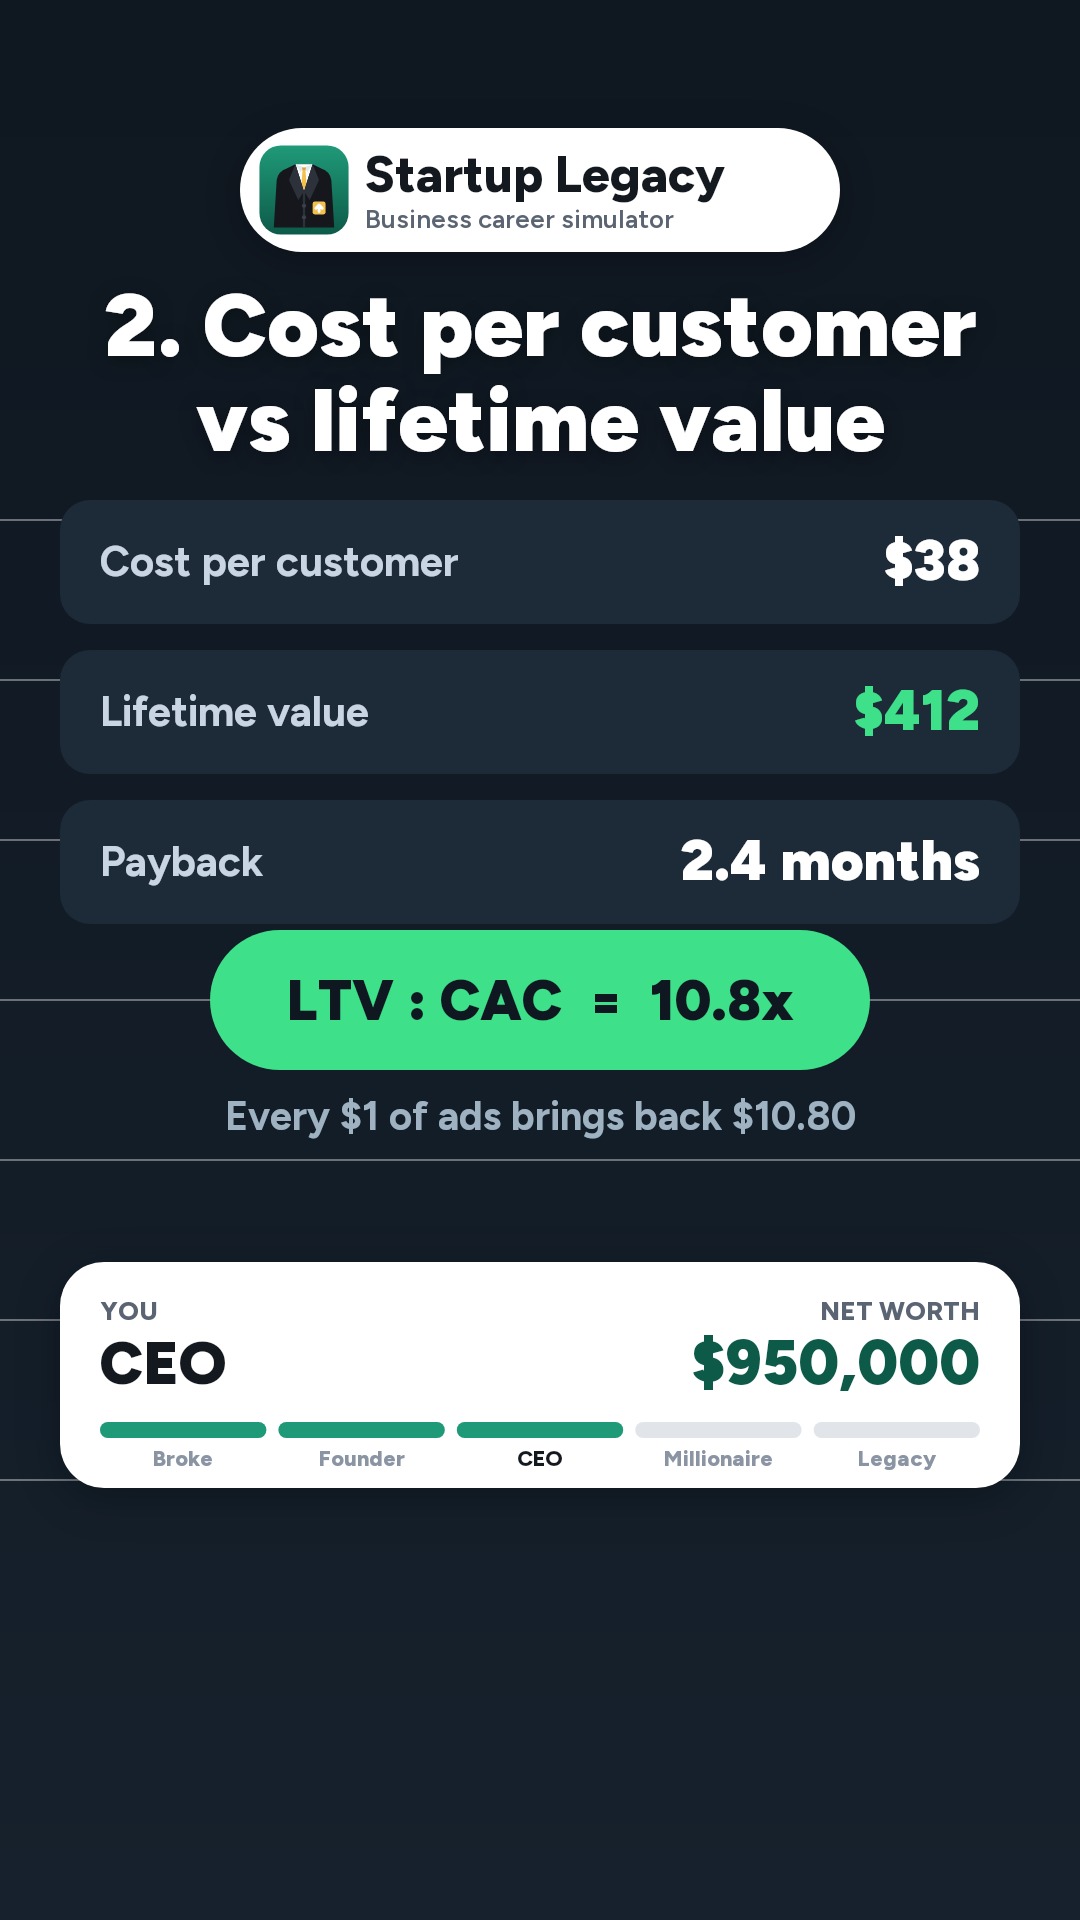 Startup Legacy
Business career simulator
2. Cost per customer
vs lifetime value
Cost per customer $38
Lifetime value $412
Payback 2.4 months
LTV : CAC = 10.8x
Every $1 of ads brings back $10.80
YOU NET WORTH
CEO $950,000
Broke Founder CEO Millionaire Legacy